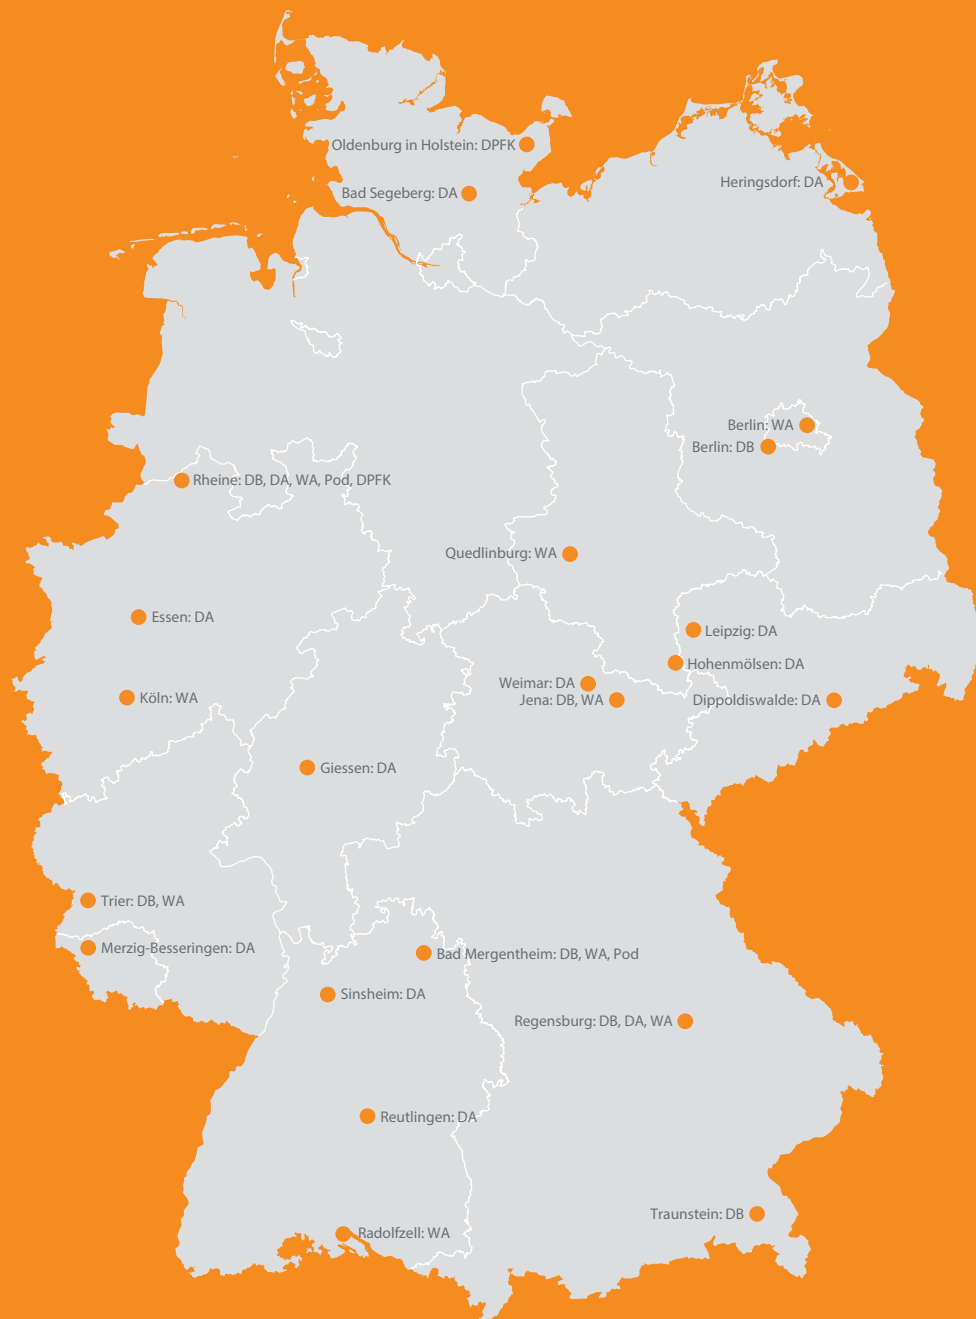 Oldenburg in Holstein: DPFK
Heringsdorf: DA
Bad Segeberg: DA
Berlin: WA
Berlin: DB
Rheine: DB, DA, WA, Pod, DPFK
Quedlinburg: WA
Essen: DA
Leipzig: DA
Hohenmölsen: DA
Weimar: DA
Köln: WA
Jena: DB, WA
Dippoldiswalde: DA
Giessen: DA
Trier: DB, WA
Merzig-Besseringen: DA
Bad Mergentheim: DB, WA, Pod
Sinsheim: DA
Regensburg: DB, DA, WA
Reutlingen: DA
Traunstein: DB
Radolfzell: WA